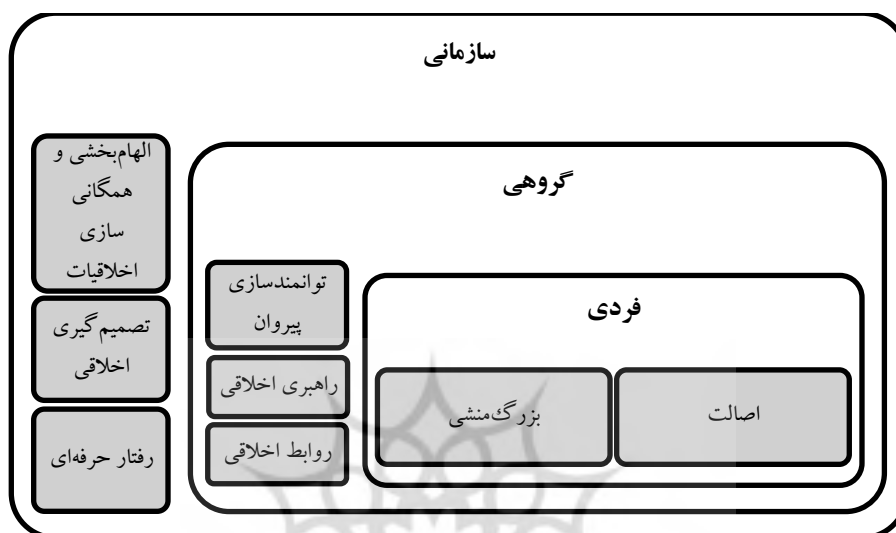 سازمانی
الهام‌بخشی و
همگانی
سازی
اخلاقیات
تصمیم‌گیری
اخلاقی
رفتار حرفه‌ای
گروهی
توانمندسازی
پیروان
راهبری اخلاقی
روابط اخلاقی
فردی
اصالت
بزرگ‌منشی